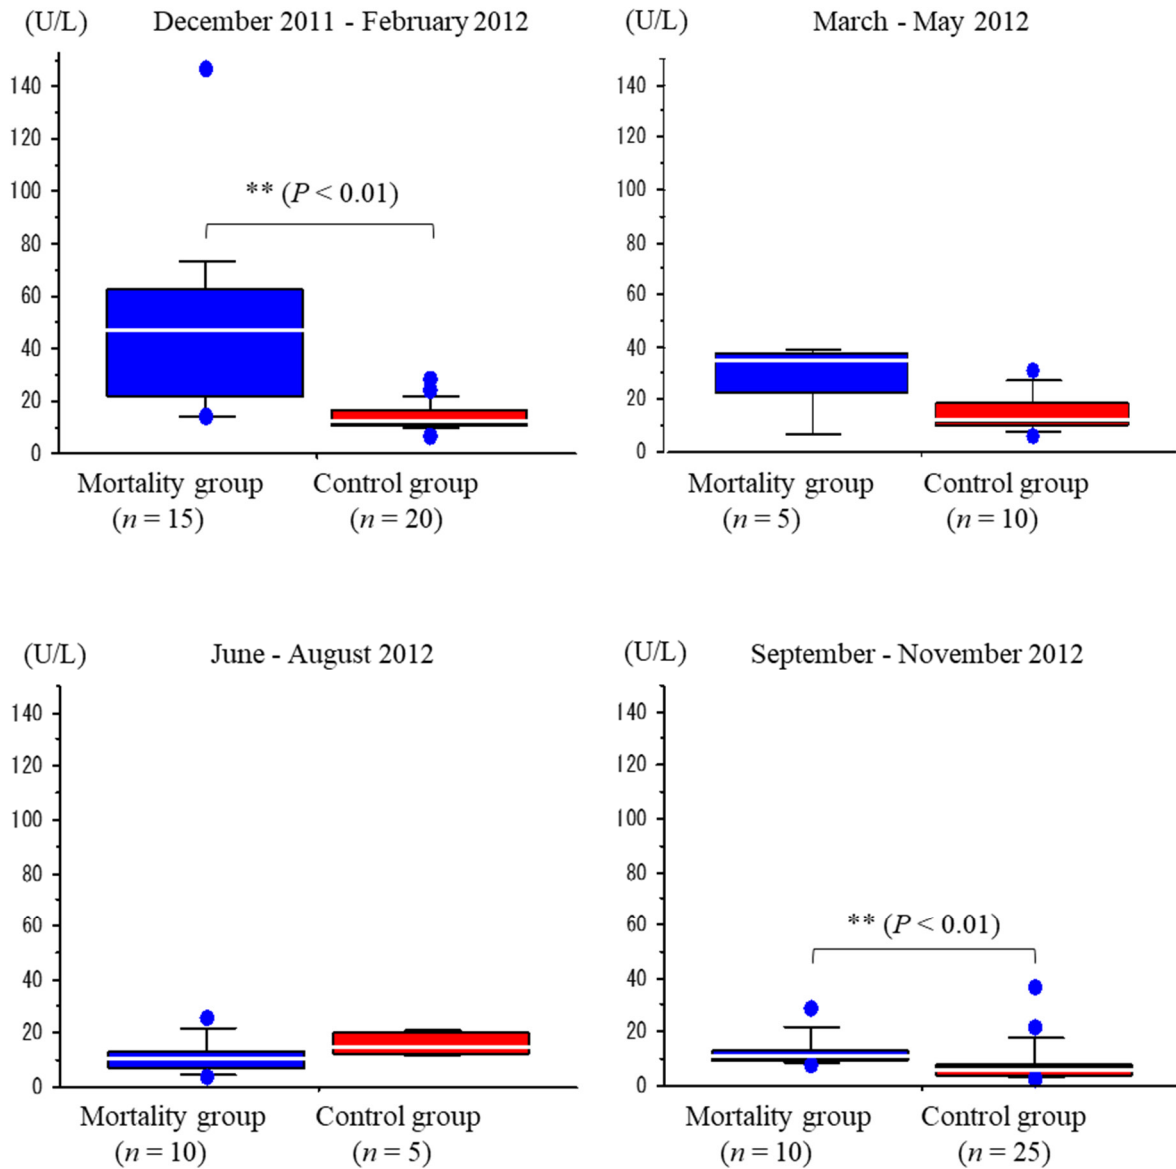 (U/L) December 2011 - February 2012
140
120
100
80
60
40
20
0
** (P < 0.01)
Mortality group Control group
(n = 15) (n = 20)
(U/L) March - May 2012
140
120
100
80
60
40
20
0
Mortality group Control group
(n = 5) (n = 10)
(U/L) June - August 2012
140
120
100
80
60
40
20
0
Mortality group Control group
(n = 10) (n = 5)
(U/L) September - November 2012
140
120
100
80
60
40
20
0
** (P < 0.01)
Mortality group Control group
(n = 10) (n = 25)